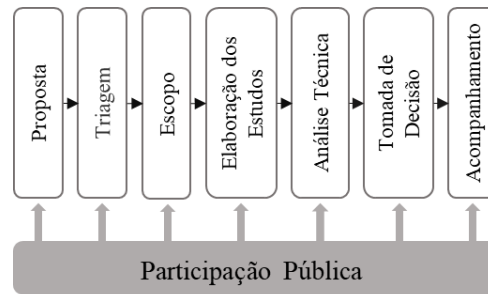 Proposta
Triagem
Escopo
Elaboração dos
Estudos
Análise Técnica
Tomada de
Decisão
Acompanhamento
Participação Pública